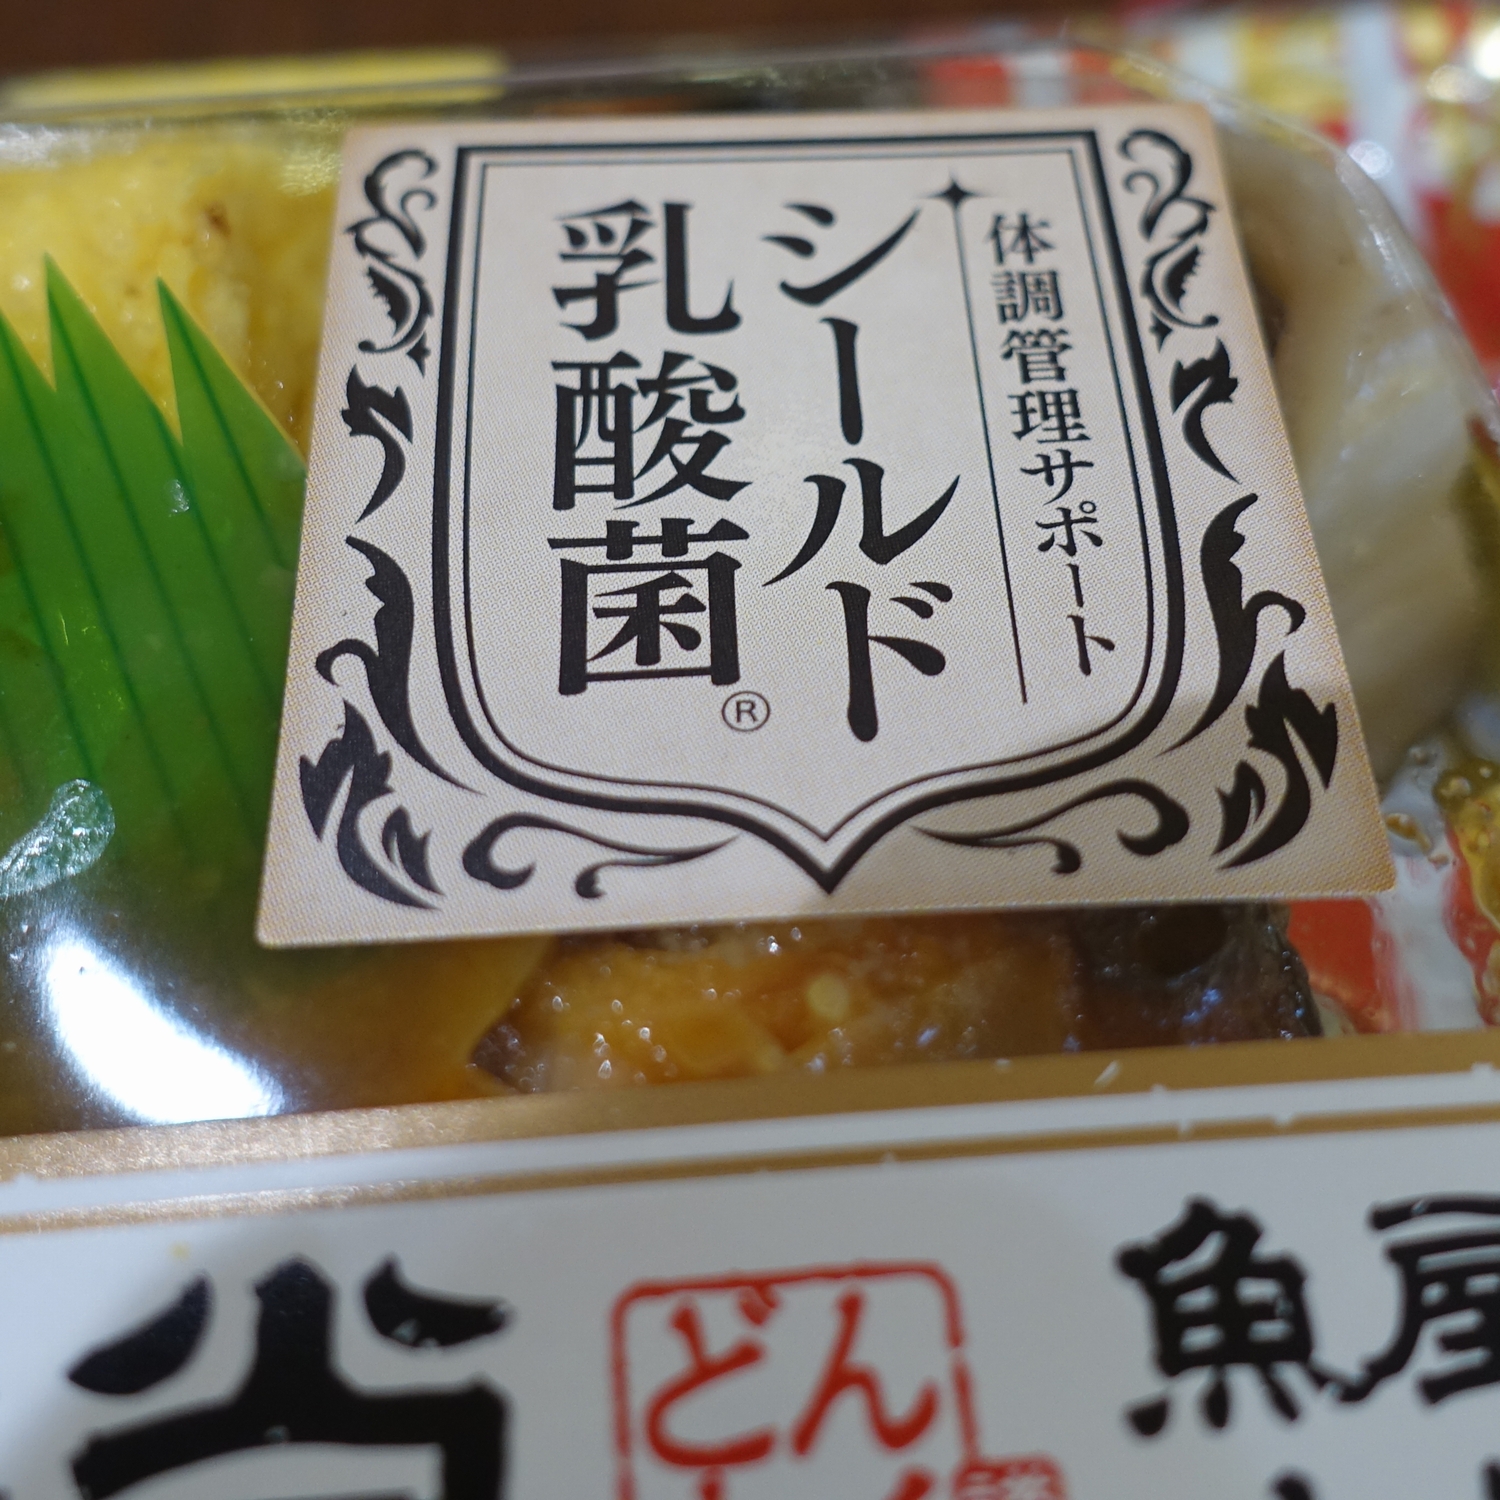 体調管理サポート
シールド
乳酸菌®
魚屋
どん